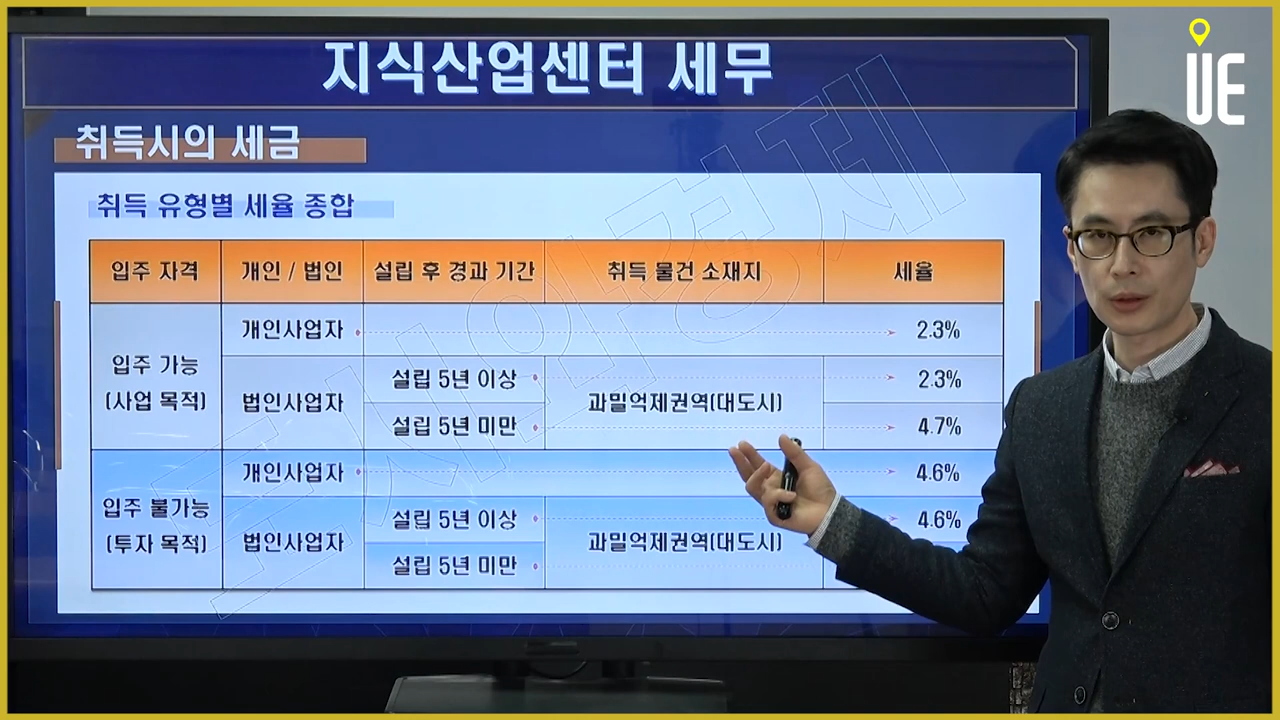 지식산업센터 세무
UE
취득시의 세금
취득 유형별 세율 종합
입주 자격 개인 / 법인 설립 후 경과 기간 취득 물건 소재지 세율
입주 가능
(사업 목적)
개인사업자 2.3%
법인사업자
설립 5년 이상 2.3%
과밀억제권역(대도시)
설립 5년 미만 4.7%
입주 불가능
(투자 목적)
개인사업자 4.6%
법인사업자
설립 5년 이상 4.6%
과밀억제권역(대도시)
설립 5년 미만